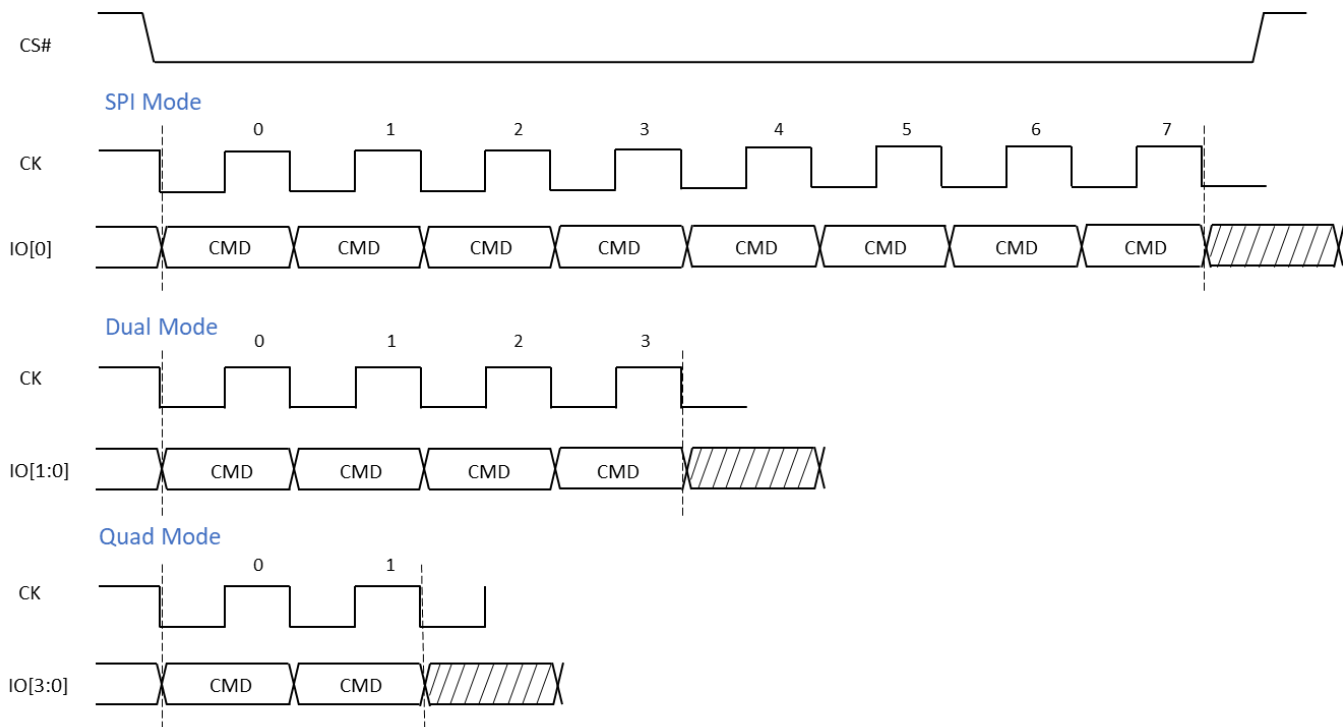 CS#
SPI Mode
0 1 2 3 4 5 6 7
CK
IO[0] CMD CMD CMD CMD CMD CMD CMD CMD
Dual Mode
0 1 2 3
CK
IO[1:0] CMD CMD CMD CMD
Quad Mode
0 1
CK
IO[3:0] CMD CMD